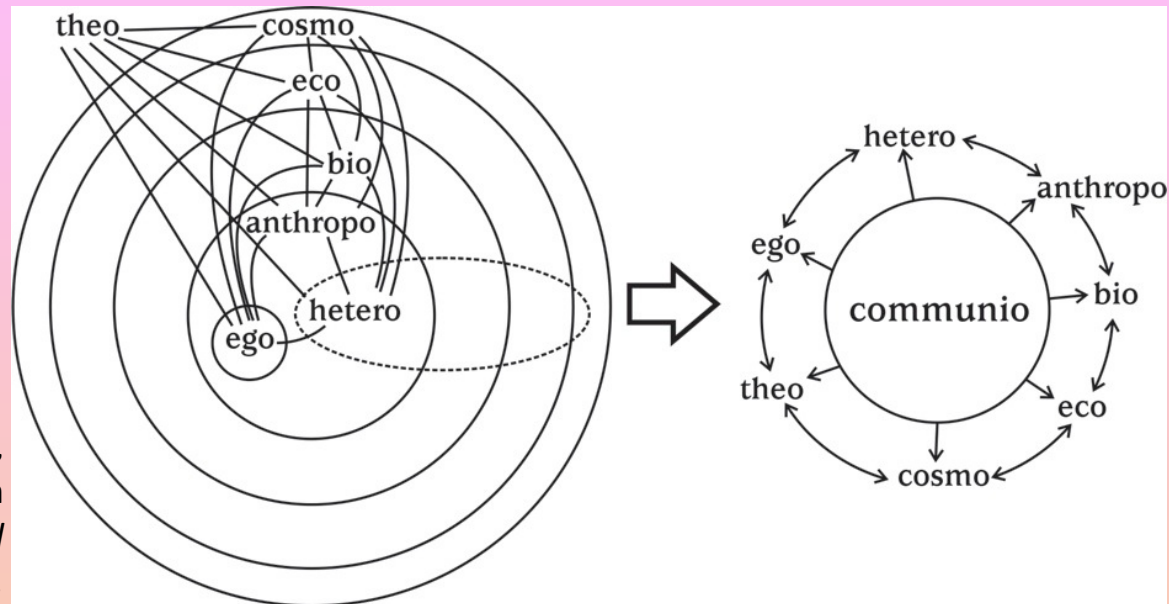 theo
cosmo
eco
bio
anthropo
hetero
ego
hetero
anthropo
ego
bio
communio
theo
eco
cosmo